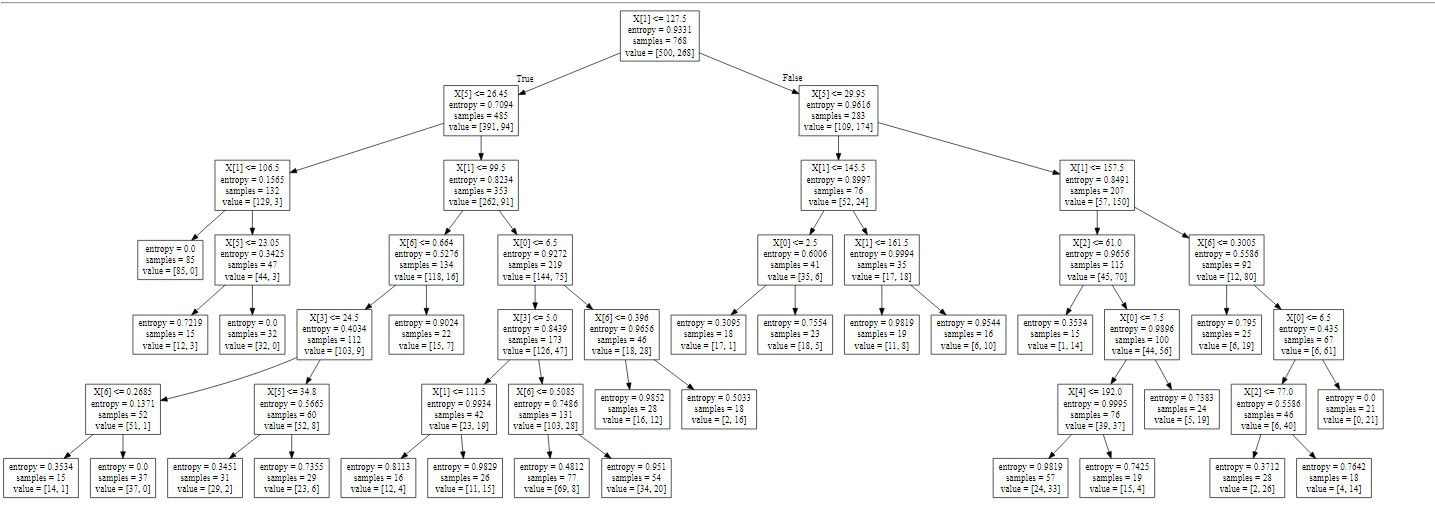 X[1] <= 127.5
entropy = 0.9331
samples = 768
value = [500, 268]
True
False
X[5] <= 26.45
entropy = 0.7094
samples = 485
value = [391, 94]
X[5] <= 29.95
entropy = 0.9616
samples = 283
value = [109, 174]
X[1] <= 106.5
entropy = 0.1565
samples = 132
value = [129, 3]
X[1] <= 99.5
entropy = 0.8234
samples = 353
value = [262, 91]
X[1] <= 145.5
entropy = 0.8997
samples = 76
value = [52, 24]
X[1] <= 157.5
entropy = 0.8491
samples = 207
value = [57, 150]
entropy = 0.0
samples = 85
value = [85, 0]
X[5] <= 23.05
entropy = 0.3425
samples = 47
value = [44, 3]
X[6] <= 0.664
entropy = 0.5276
samples = 134
value = [118, 16]
X[0] <= 6.5
entropy = 0.9272
samples = 219
value = [144, 75]
X[0] <= 2.5
entropy = 0.6006
samples = 41
value = [35, 6]
X[1] <= 161.5
entropy = 0.9994
samples = 35
value = [17, 18]
X[2] <= 61.0
entropy = 0.9656
samples = 115
value = [45, 70]
X[6] <= 0.3005
entropy = 0.5586
samples = 92
value = [12, 80]
entropy = 0.7219
samples = 15
value = [12, 3]
entropy = 0.0
samples = 32
value = [32, 0]
X[3] <= 24.5
entropy = 0.4034
samples = 112
value = [103, 9]
entropy = 0.9024
samples = 22
value = [15, 7]
X[3] <= 5.0
entropy = 0.8439
samples = 173
value = [126, 47]
X[6] <= 0.396
entropy = 0.9656
samples = 46
value = [18, 28]
entropy = 0.3095
samples = 18
value = [17, 1]
entropy = 0.7554
samples = 23
value = [18, 5]
entropy = 0.9819
samples = 19
value = [11, 8]
entropy = 0.9544
samples = 16
value = [6, 10]
entropy = 0.3534
samples = 15
value = [1, 14]
X[0] <= 7.5
entropy = 0.9896
samples = 100
value = [44, 56]
entropy = 0.795
samples = 25
value = [6, 19]
X[0] <= 6.5
entropy = 0.435
samples = 67
value = [6, 61]
X[6] <= 0.2685
entropy = 0.1371
samples = 52
value = [51, 1]
X[5] <= 34.8
entropy = 0.5665
samples = 60
value = [52, 8]
X[1] <= 111.5
entropy = 0.9934
samples = 42
value = [23, 19]
X[6] <= 0.5085
entropy = 0.7486
samples = 131
value = [103, 28]
entropy = 0.9852
samples = 28
value = [16, 12]
entropy = 0.5033
samples = 18
value = [2, 16]
X[4] <= 192.0
entropy = 0.9995
samples = 76
value = [39, 37]
entropy = 0.7383
samples = 24
value = [5, 19]
X[2] <= 77.0
entropy = 0.5586
samples = 46
value = [6, 40]
entropy = 0.0
samples = 21
value = [0, 21]
entropy = 0.3534
samples = 15
value = [14, 1]
entropy = 0.0
samples = 37
value = [37, 0]
entropy = 0.3451
samples = 31
value = [29, 2]
entropy = 0.7355
samples = 29
value = [23, 6]
entropy = 0.8113
samples = 16
value = [12, 4]
entropy = 0.9829
samples = 26
value = [11, 15]
entropy = 0.4812
samples = 77
value = [69, 8]
entropy = 0.951
samples = 54
value = [34, 20]
entropy = 0.9819
samples = 57
value = [24, 33]
entropy = 0.7425
samples = 19
value = [15, 4]
entropy = 0.3712
samples = 28
value = [2, 26]
entropy = 0.7642
samples = 18
value = [4, 14]